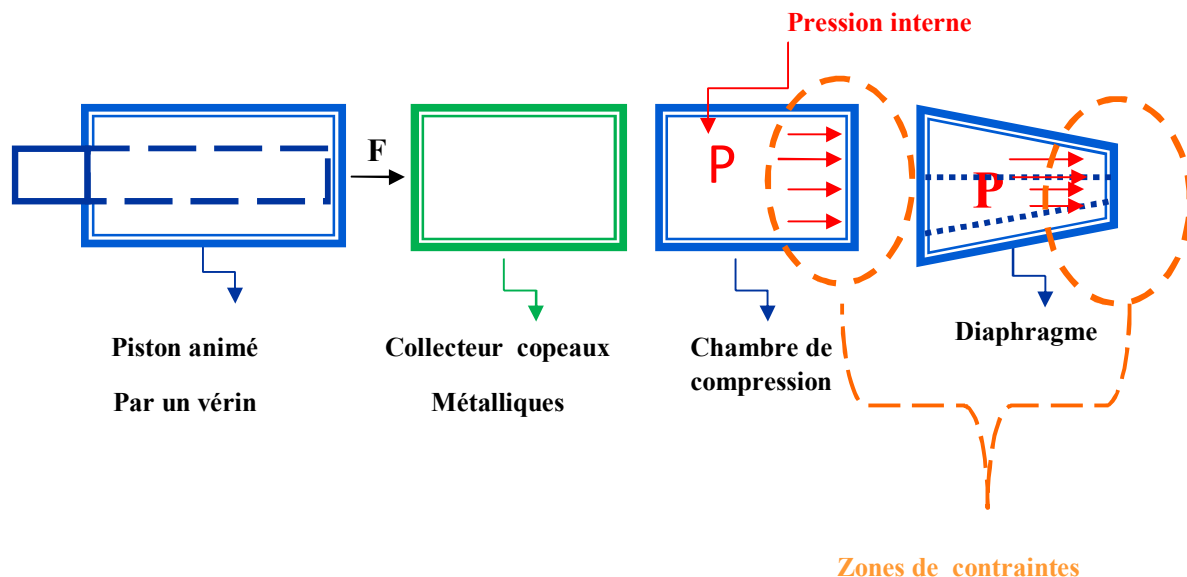 Pression interne
F
P
P
Piston animé
Par un vérin
Collecteur copeaux
Métalliques
Chambre de
compression
Diaphragme
Zones de contraintes